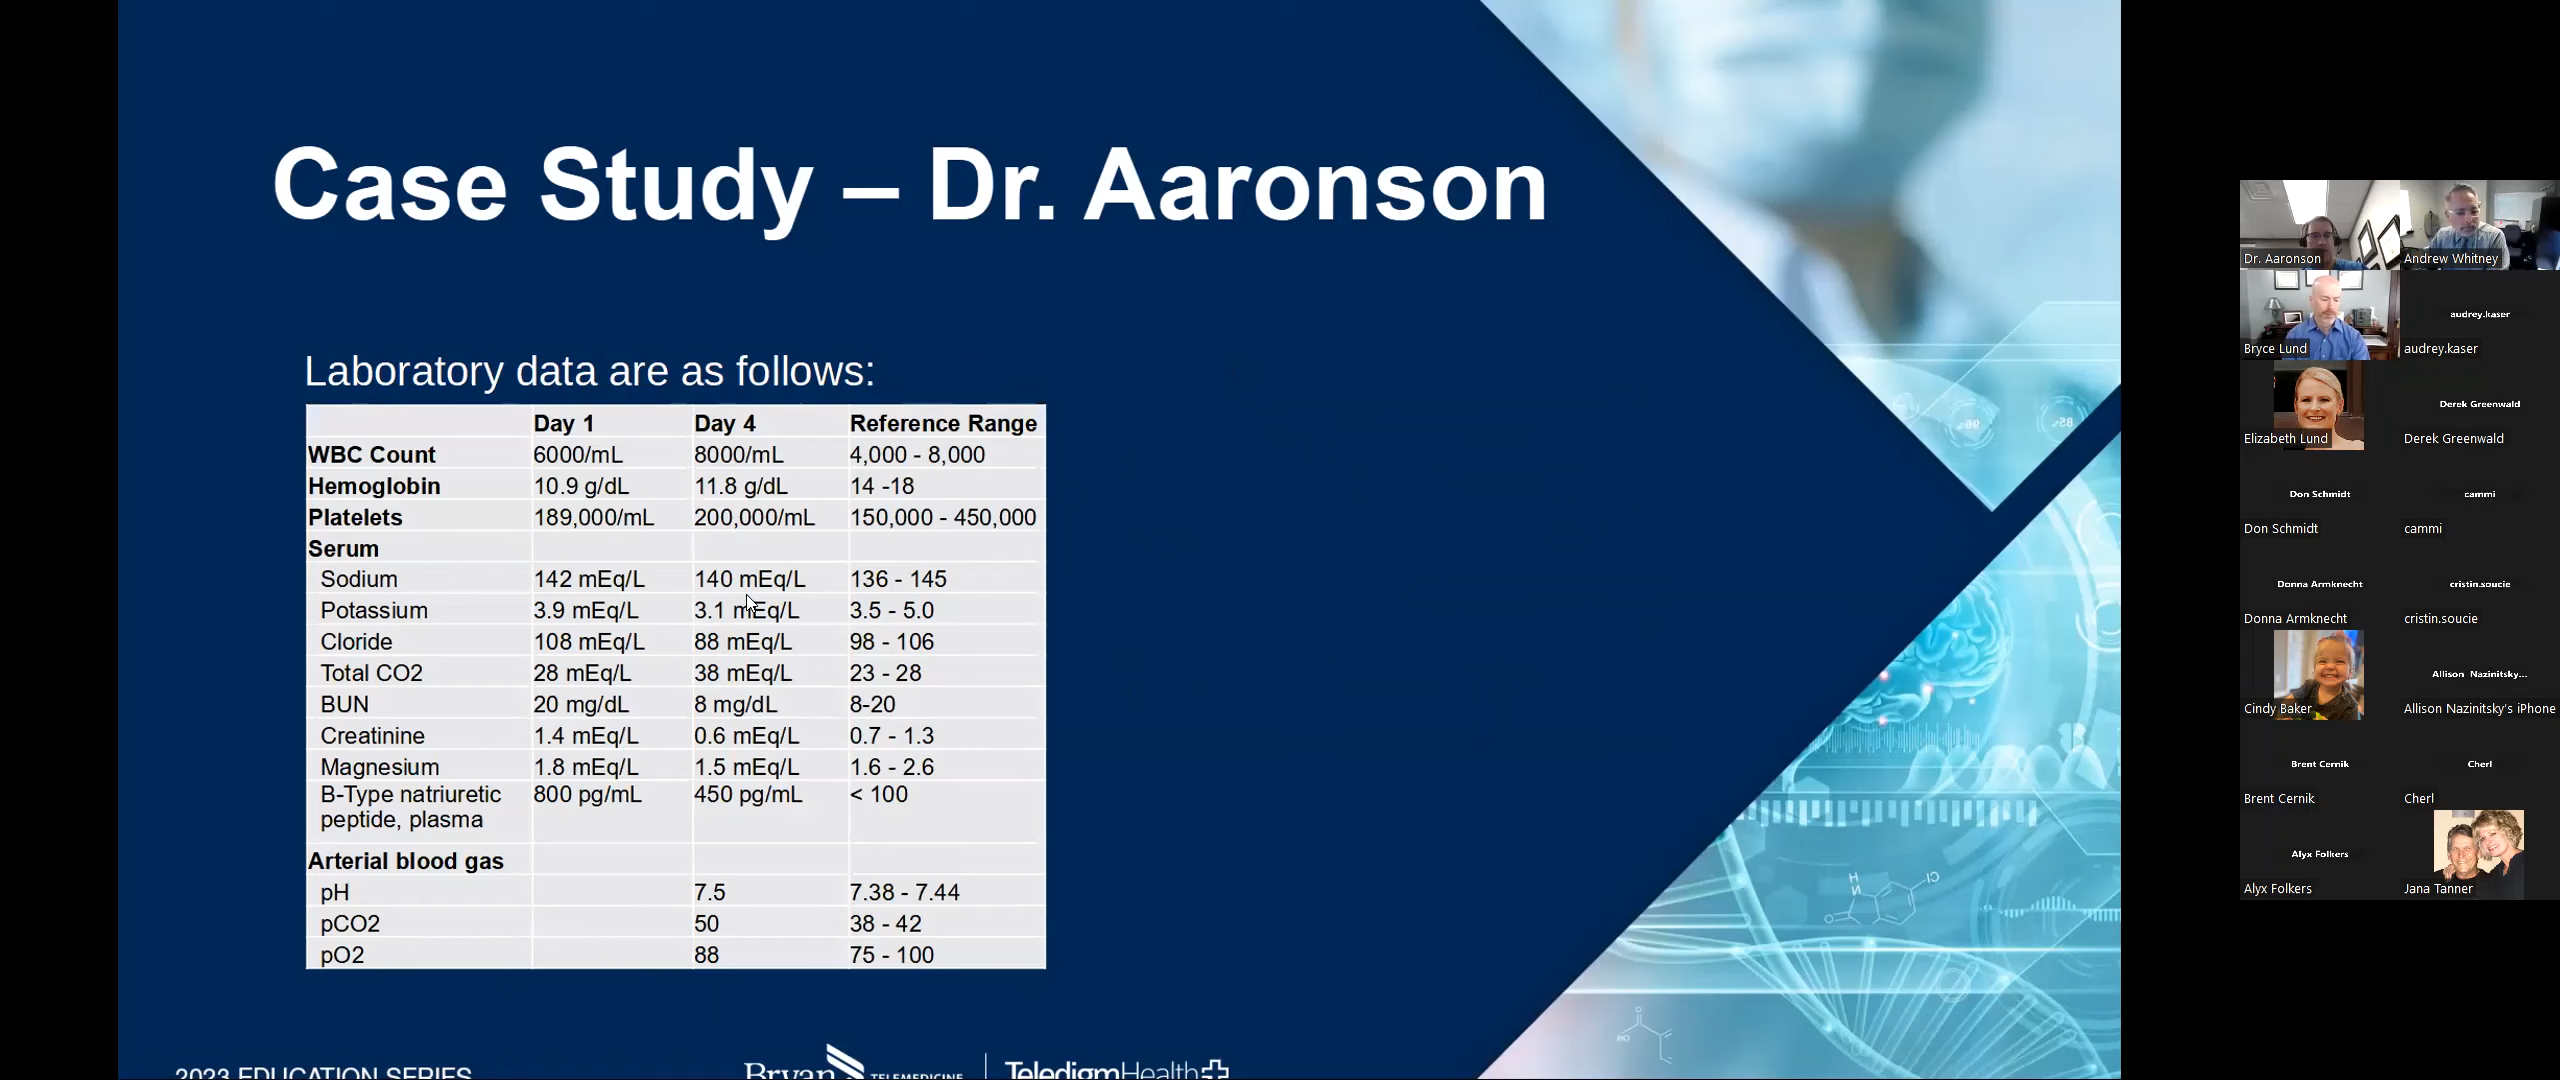 Case Study – Dr. Aaronson
Laboratory data are as follows:
Day 1 Day 4 Reference Range
WBC Count 6000/mL 8000/mL 4,000 - 8,000
Hemoglobin 10.9 g/dL 11.8 g/dL 14 -18
Platelets 189,000/mL 200,000/mL 150,000 - 450,000
Serum
Sodium 142 mEq/L 140 mEq/L 136 - 145
Potassium 3.9 mEq/L 3.1 mEq/L 3.5 - 5.0
Cloride 108 mEq/L 88 mEq/L 98 - 106
Total CO2 28 mEq/L 38 mEq/L 23 - 28
BUN 20 mg/dL 8 mg/dL 8-20
Creatinine 1.4 mEq/L 0.6 mEq/L 0.7 - 1.3
Magnesium 1.8 mEq/L 1.5 mEq/L 1.6 - 2.6
B-Type natriuretic 800 pg/mL 450 pg/mL < 100
peptide, plasma
Arterial blood gas
pH 7.5 7.38 - 7.44
pCO2 50 38 - 42
pO2 88 75 - 100
2023 EDUCATION SERIES
Bryan TELEMEDICINE TeledigmHealth
Dr. Aaronson Andrew Whitney
audrey.kaser
Bryce Lund audrey.kaser
Derek Greenwald
Elizabeth Lund Derek Greenwald
Don Schmidt cammi
Don Schmidt cammi
Donna Armknecht cristin.soucie
Donna Armknecht cristin.soucie
Allison Nazinitsky...
Cindy Baker Allison Nazinitsky's iPhone
Brent Cernik Cherl
Brent Cernik Cherl
Alyx Folkers
Alyx Folkers Jana Tanner
H
N
Cl
O
O
HO